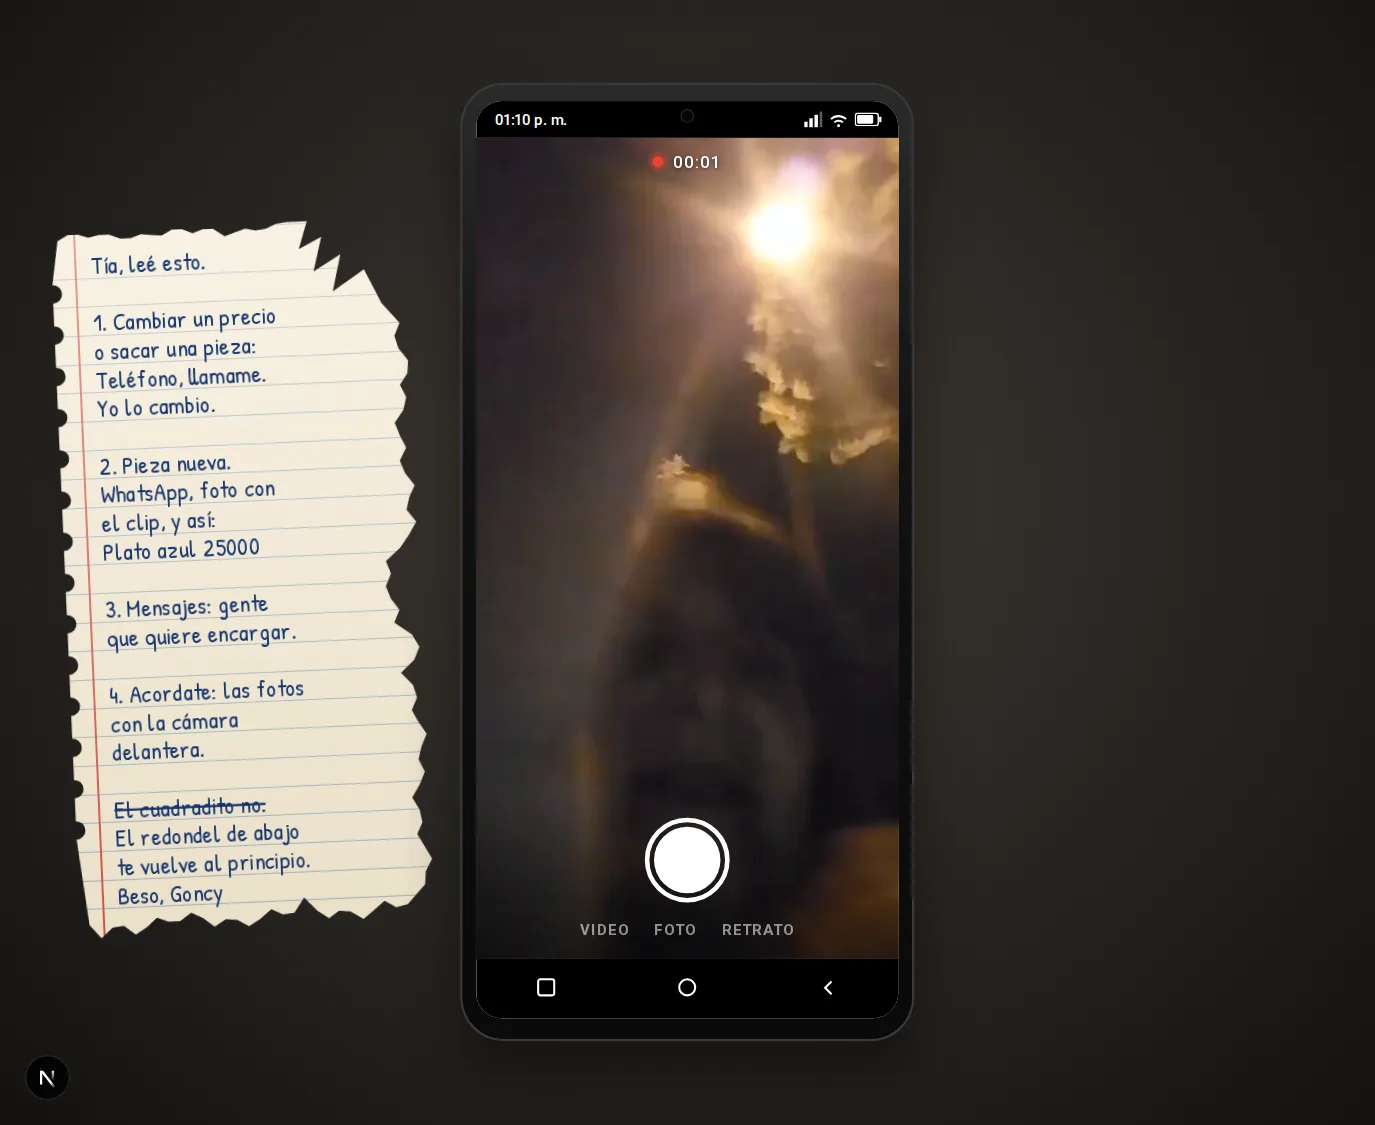 Tía, leé esto.
1. Cambiar un precio
o sacar una pieza:
Teléfono, llamame.
Yo lo cambio.
2. Pieza nueva.
WhatsApp, foto con
el clip, y así:
Plato azul 25000
3. Mensajes: gente
que quiere encargar.
4. Acordate: las fotos
con la cámara
delantera.
El cuadradito no:
El redondel de abajo
te vuelve al principio.
Beso, Goncy
01:10 p. m.
00:01
VIDEO FOTO RETRATO
N